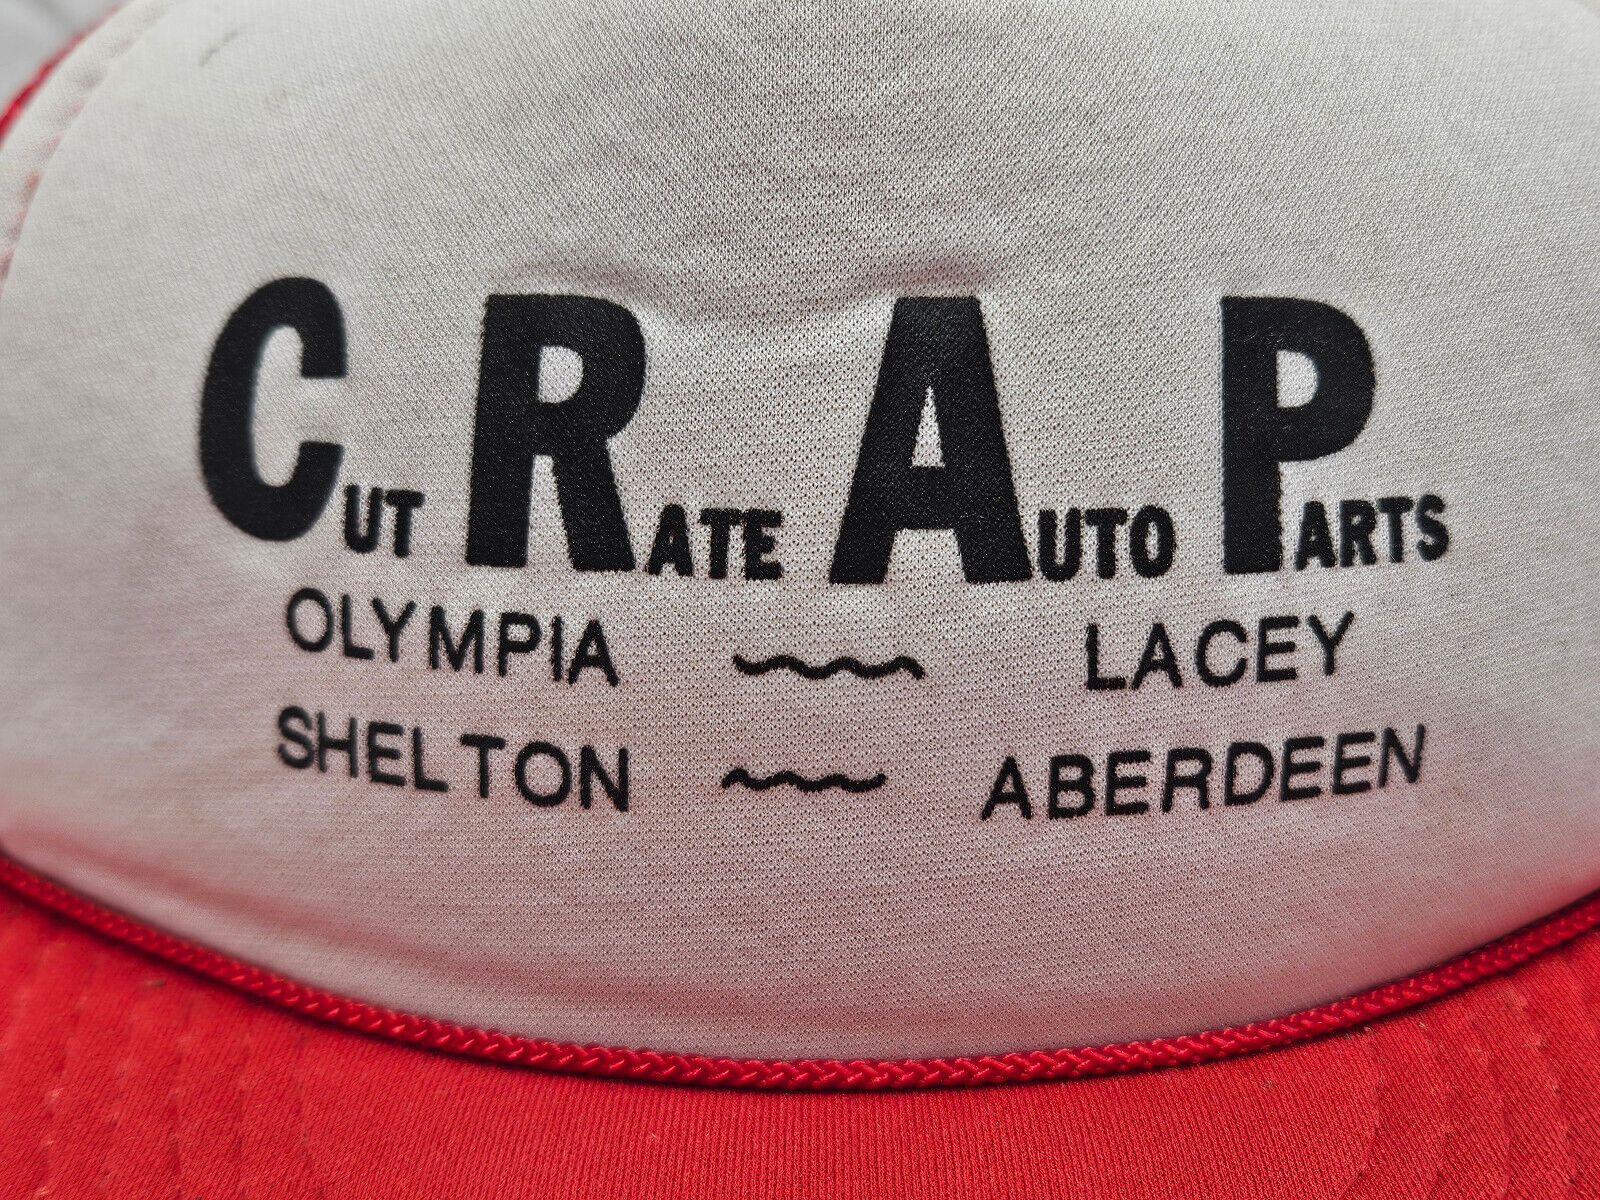 CUT RATE AUTO PARTS
OLYMPIA LACEY
SHELTON ABERDEEN